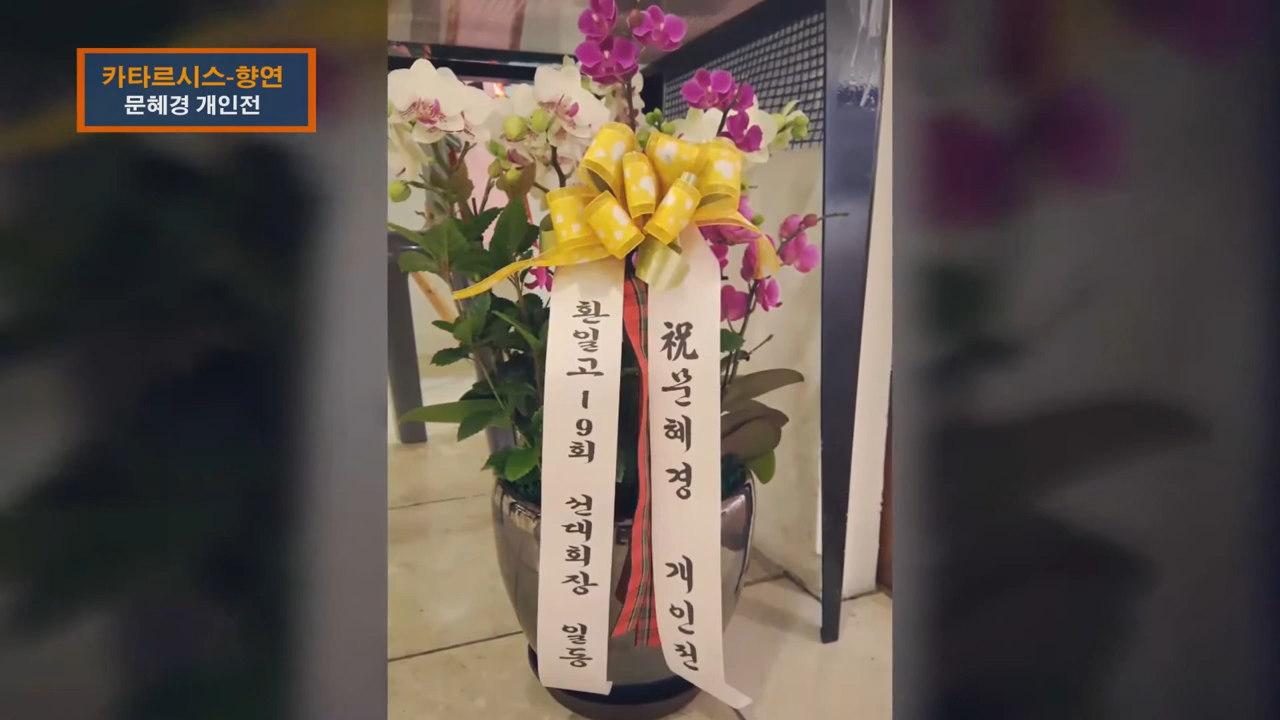 카타르시스-향연
문혜경 개인전
祝문혜경 개인전
환일고 19회 선대회장 일동